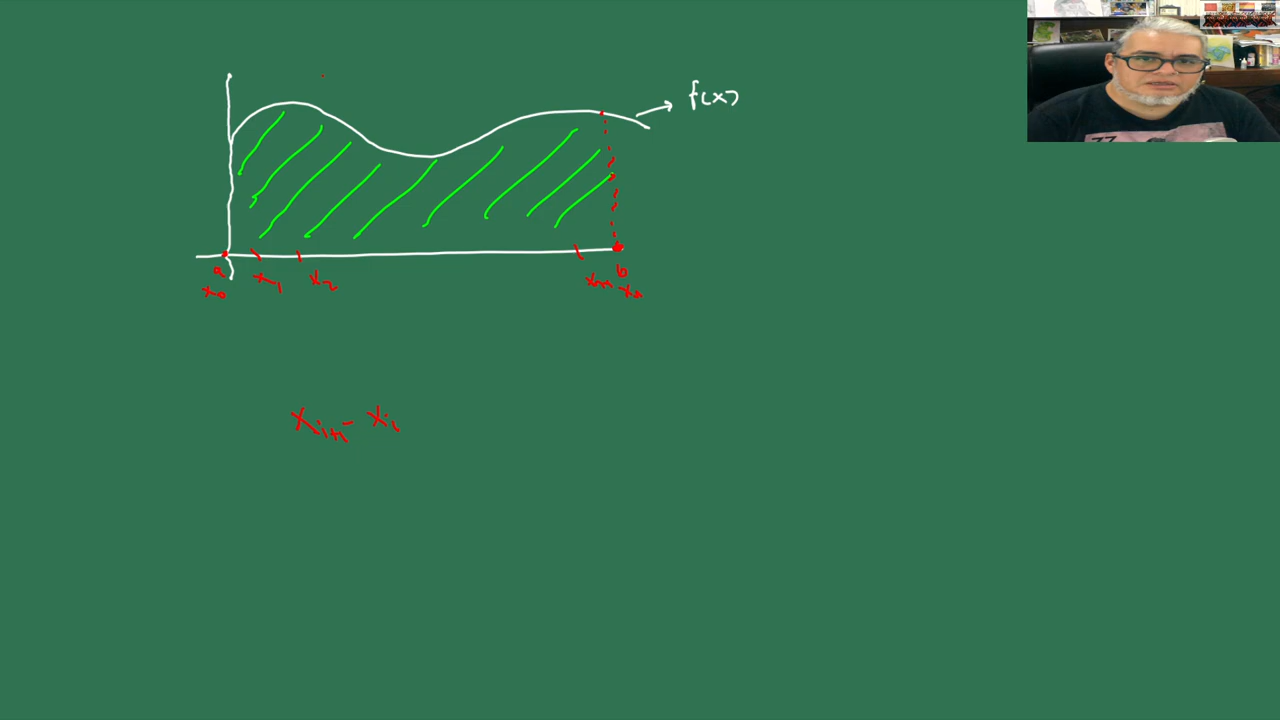 f(x)
a
b
x₀
x₁
x₂
xₙ
xᵢ₊₁ - xᵢ